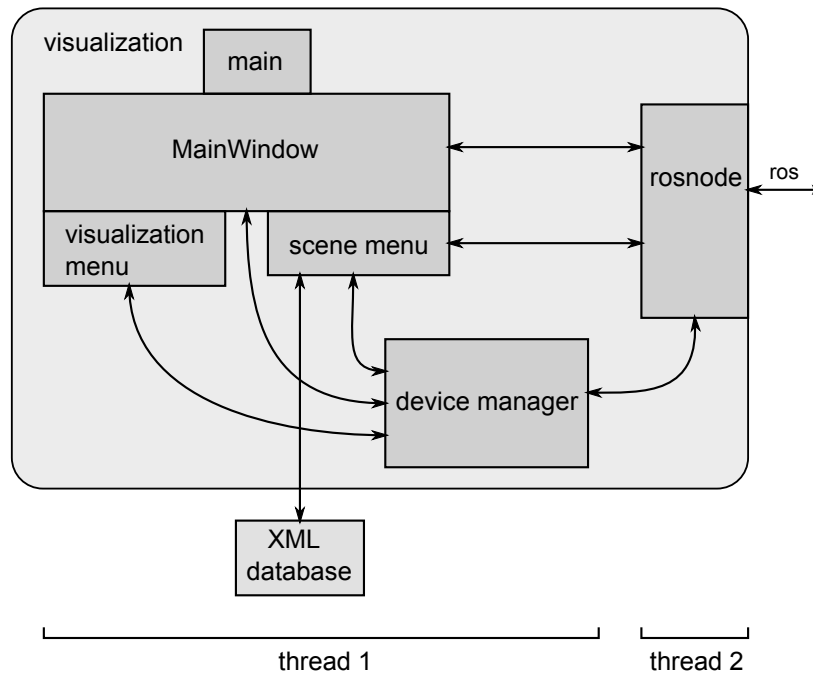 visualization
main
MainWindow
rosnode
ros
visualization
menu
scene menu
device manager
XML
database
thread 1
thread 2